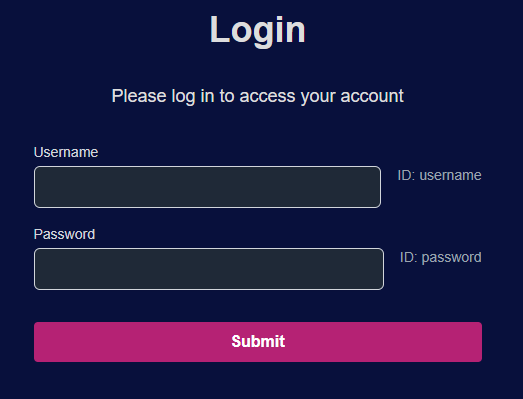 Login
Please log in to access your account
Username
ID: username
Password
ID: password
Submit